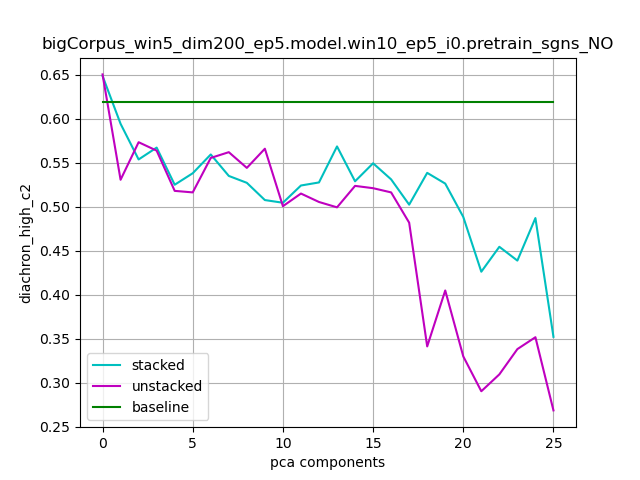 bigCorpus_win5_dim200_ep5.model.win10_ep5_i0.pretrain_sgns_NO
0.65
0.60
0.55
0.50
0.45
0.40
0.35
0.30
0.25
diachron_high_c2
stacked
unstacked
baseline
0 5 10 15 20 25
pca components